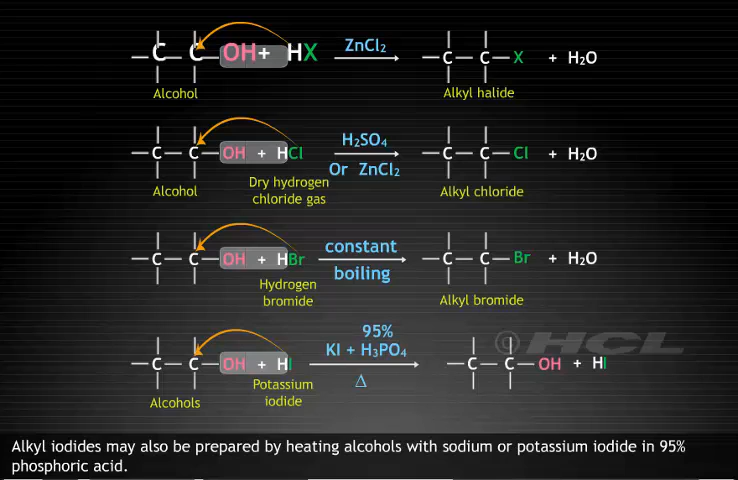 C — C — OH + HX ZnCl₂ — C — C — X + H₂O
Alcohol Alkyl halide
— C — C — OH + HCl H₂SO₄ Or ZnCl₂ — C — C — Cl + H₂O
Alcohol Dry hydrogen chloride gas Alkyl chloride
— C — C — OH + HBr constant boiling — C — C — Br + H₂O
Hydrogen bromide Alkyl bromide
95%
— C — C — OH + HI KI + H₃PO₄ Δ — C — C — OH + HI
Alcohols Potassium iodide
© HCL
Alkyl iodides may also be prepared by heating alcohols with sodium or potassium iodide in 95%
phosphoric acid.